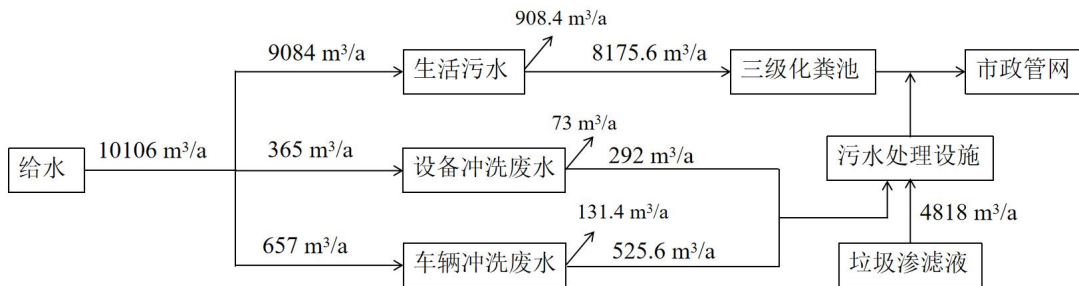 908.4 m³/a
9084 m³/a
生活污水
8175.6 m³/a
三级化粪池
市政管网
给水
10106 m³/a
365 m³/a
设备冲洗废水
73 m³/a
292 m³/a
污水处理设施
657 m³/a
车辆冲洗废水
131.4 m³/a
525.6 m³/a
4818 m³/a
垃圾渗滤液